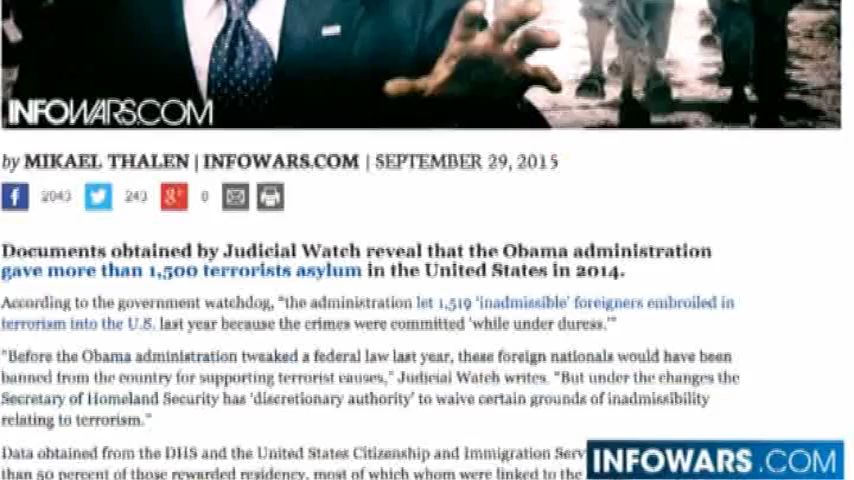 INFOWARS.COM
by MIKAEL THALEN | INFOWARS.COM | SEPTEMBER 29, 2015
f 2043 243 g+ 0
Documents obtained by Judicial Watch reveal that the Obama administration
gave more than 1,500 terrorists asylum in the United States in 2014.
According to the government watchdog, "the administration let 1,519 'inadmissible' foreigners embroiled in
terrorism into the U.S. last year because the crimes were committed 'while under duress.'"
"Before the Obama administration tweaked a federal law last year, these foreign nationals would have been
banned from the country for supporting terrorist causes," Judicial Watch writes. "But under the changes the
Secretary of Homeland Security has 'discretionary authority' to waive certain grounds of inadmissibility
relating to terrorism."
Data obtained from the DHS and the United States Citizenship and Immigration Serv
than 50 percent of those rewarded residency, most of which whom were linked to the
INFOWARS.COM